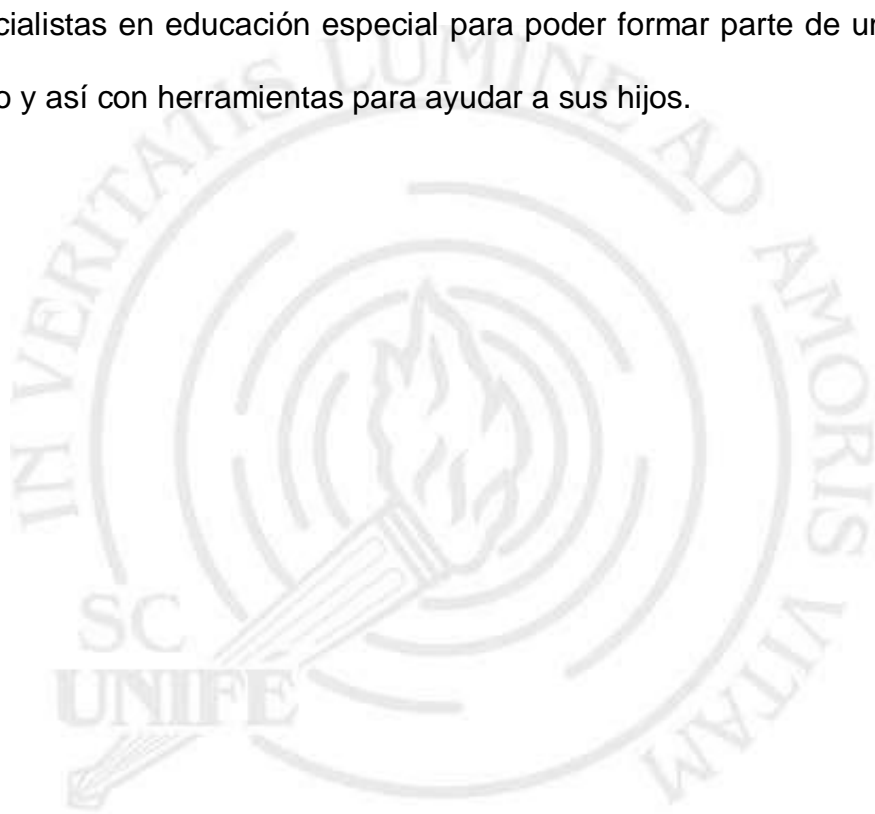 cialistas en educación especial para poder formar parte de un
o y así con herramientas para ayudar a sus hijos.
IN VERITATIS LUMINE AD AMORIS VITAM
SC
UNIFE